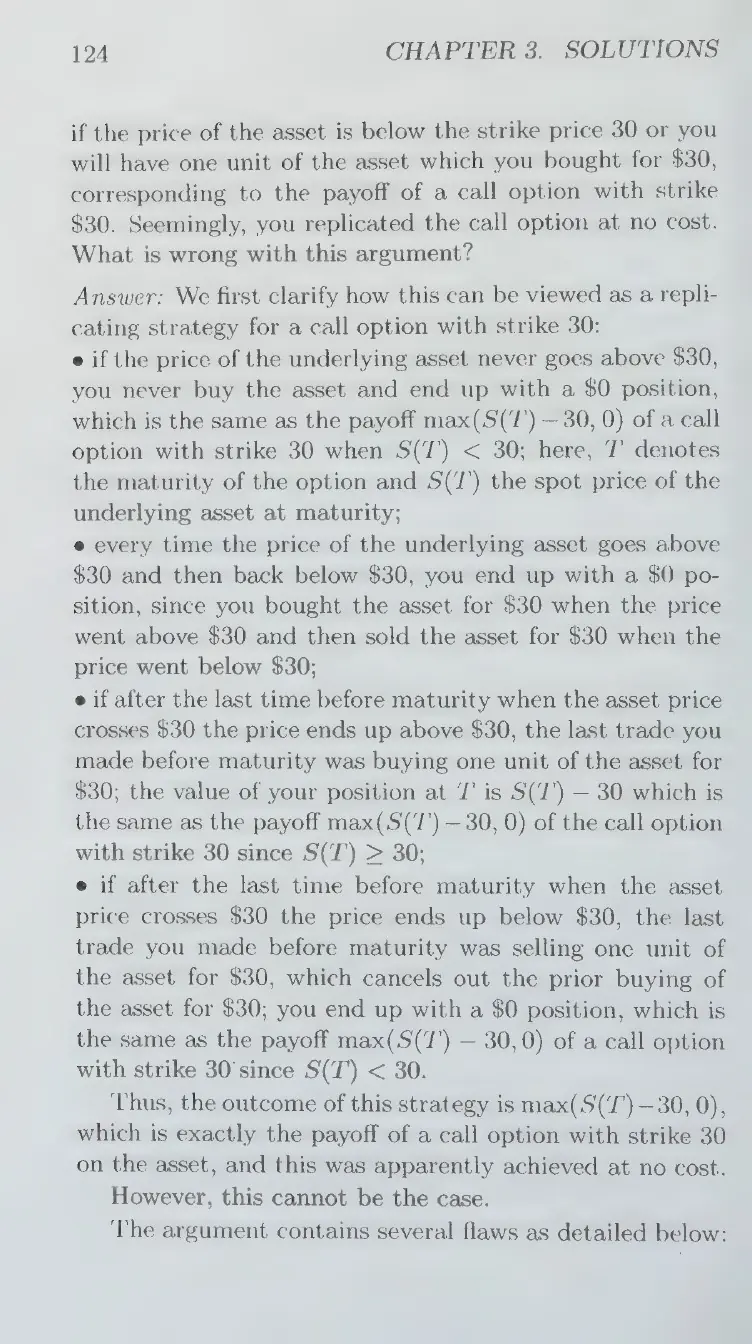 124 CHAPTER 3. SOLUTIONS
if the price of the asset is below the strike price 30 or you
will have one unit of the asset which you bought for $30,
corresponding to the payoff of a call option with strike
$30. Seemingly, you replicated the call option at no cost.
What is wrong with this argument?
Answer: We first clarify how this can be viewed as a repli-
cating strategy for a call option with strike 30:
• if the price of the underlying asset never goes above $30,
you never buy the asset and end up with a $0 position,
which is the same as the payoff max(S(T) − 30, 0) of a call
option with strike 30 when S(T) < 30; here, T denotes
the maturity of the option and S(T) the spot price of the
underlying asset at maturity;
• every time the price of the underlying asset goes above
$30 and then back below $30, you end up with a $0 po-
sition, since you bought the asset for $30 when the price
went above $30 and then sold the asset for $30 when the
price went below $30;
• if after the last time before maturity when the asset price
crosses $30 the price ends up above $30, the last trade you
made before maturity was buying one unit of the asset for
$30; the value of your position at T is S(T) − 30 which is
the same as the payoff max(S(T) − 30, 0) of the call option
with strike 30 since S(T) ≥ 30;
• if after the last time before maturity when the asset
price crosses $30 the price ends up below $30, the last
trade you made before maturity was selling one unit of
the asset for $30, which cancels out the prior buying of
the asset for $30; you end up with a $0 position, which is
the same as the payoff max(S(T) − 30, 0) of a call option
with strike 30 since S(T) < 30.
Thus, the outcome of this strategy is max(S(T)−30, 0),
which is exactly the payoff of a call option with strike 30
on the asset, and this was apparently achieved at no cost.
However, this cannot be the case.
The argument contains several flaws as detailed below: